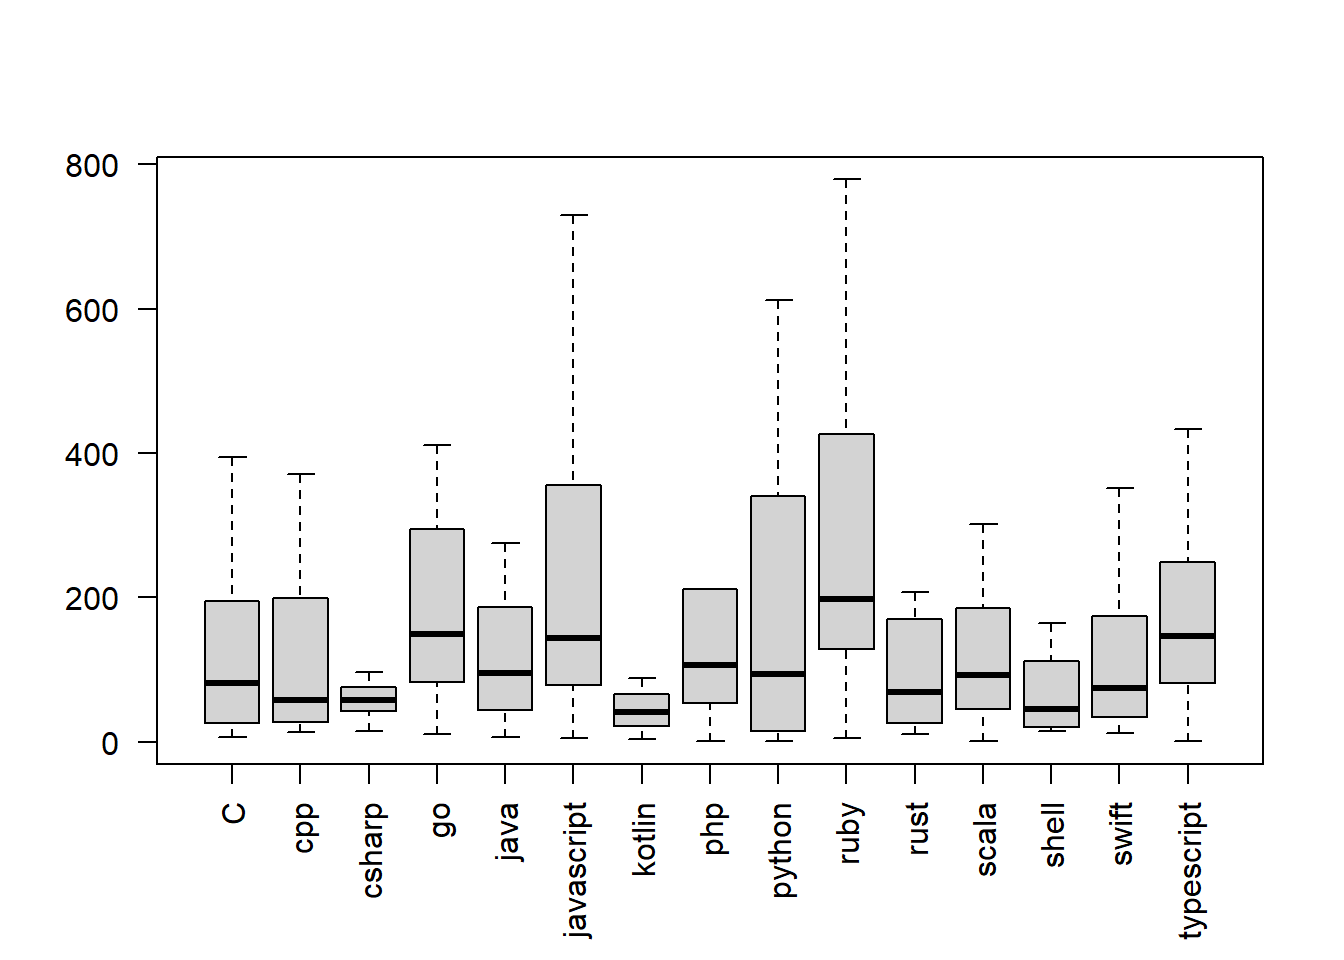 800
600
400
200
0
C
cpp
csharp
go
java
javascript
kotlin
php
python
ruby
rust
scala
shell
swift
typescript